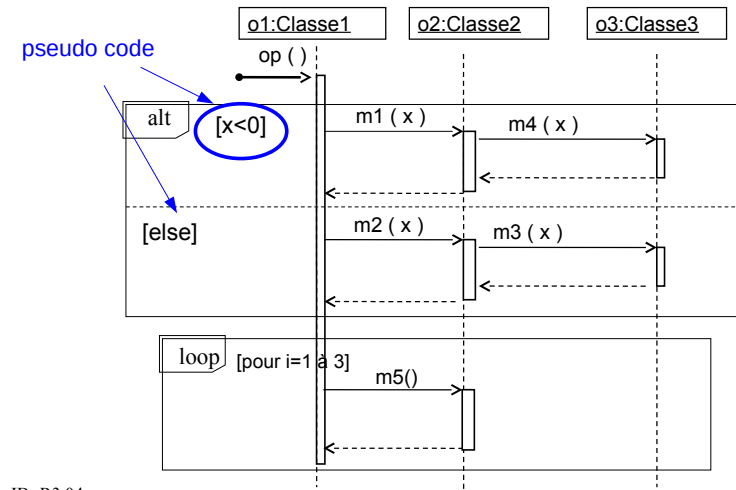 o1:Classe1 o2:Classe2 o3:Classe3
pseudo code
op ( )
alt [x<0] m1 ( x ) m4 ( x )
[else] m2 ( x ) m3 ( x )
loop [pour i=1 à 3]
m5()